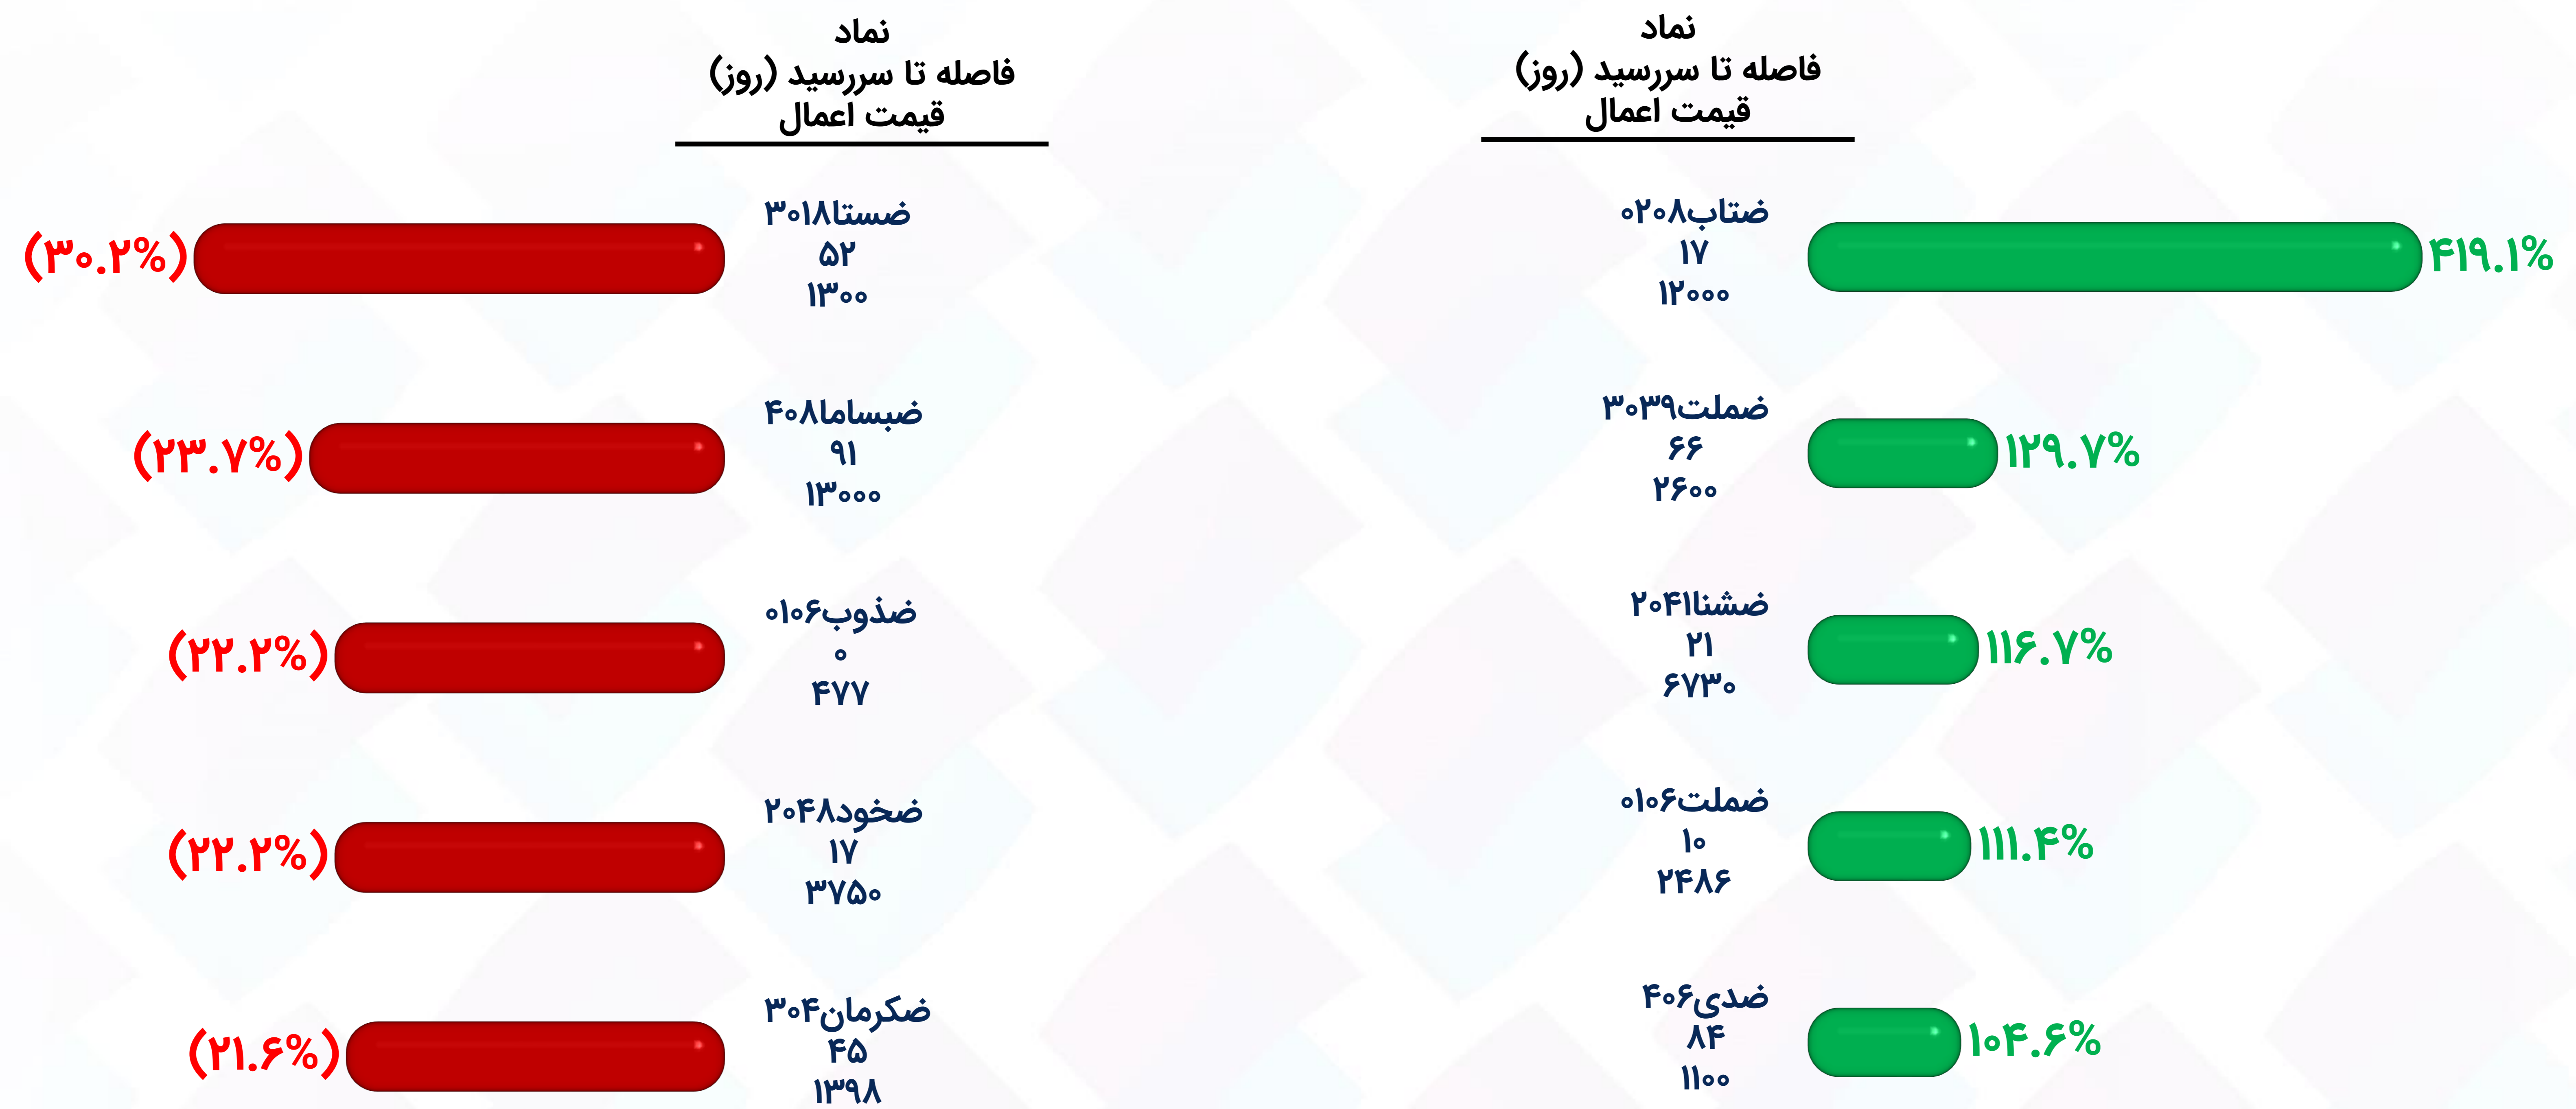 نماد
فاصله تا سررسید (روز)
قیمت اعمال
ضتاب۰۲۰۸
۱۷
۱۲۰۰۰
۴۱۹.۱%
ضملت۳۰۳۹
۶۶
۲۶۰۰
۱۲۹.۷%
ضشنا۲۰۴۱
۲۱
۶۷۳۰
۱۱۶.۷%
ضملت۰۱۰۶
۱۰
۲۴۸۶
۱۱۱.۴%
ضدی۴۰۶
۸۴
۱۱۰۰
۱۰۴.۶%
نماد
فاصله تا سررسید (روز)
قیمت اعمال
ضستا۳۰۱۸
۵۲
۱۳۰۰
(۳۰.۲%)
ضبساما۴۰۸
۹۱
۱۳۰۰۰
(۲۳.۷%)
ضذوب۰۱۰۶
۰
۴۷۷
(۲۲.۲%)
ضخود۲۰۴۸
۱۷
۳۷۵۰
(۲۲.۲%)
ضکرمان۳۰۴
۴۵
۱۳۹۸
(۲۱.۶%)